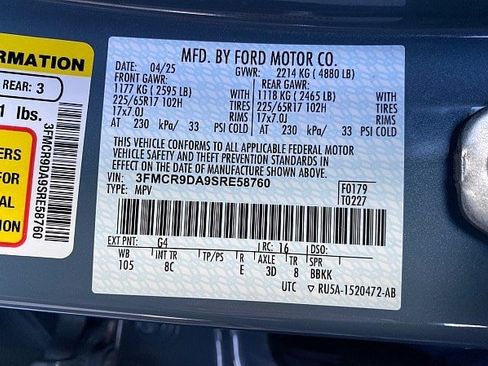 ORMATION
REAR: 3
1 lbs.
3FMCR9DA9SRE58760
ERS
FOR
AL
MFD. BY FORD MOTOR CO.
DATE: 04/25 GVWR: 2214 KG ( 4880 LB)
FRONT GAWR: REAR GAWR:
1177 KG ( 2595 LB) WITH 1118 KG ( 2465 LB) WITH
225/65R17 102H TIRES 225/65R17 102H TIRES
17x7.0J RIMS 17x7.0J RIMS
AT 230 kPa/ 33 PSI COLD AT 230 kPa/ 33 PSI COLD
THIS VEHICLE CONFORMS TO ALL APPLICABLE FEDERAL MOTOR
VEHICLE SAFETY AND THEFT PREVENTION STANDARDS IN
EFFECT ON THE DATE OF MANUFACTURE SHOWN ABOVE.
VIN: 3FMCR9DA9SRE58760 F0179
TYPE: MPV T0227
EXT PNT: G4 RC: 16 DSO:
WB INT TR TP/PS R AXLE TR SPR
105 8C E 3D 8 BBKK
UTC ▽ RU5A-1520472-AB